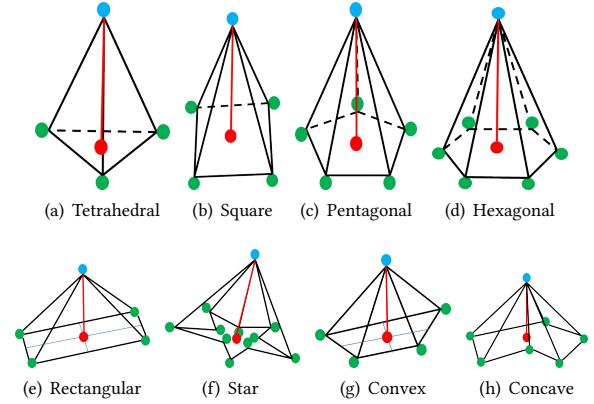 (a) Tetrahedral (b) Square (c) Pentagonal (d) Hexagonal
(e) Rectangular (f) Star (g) Convex (h) Concave